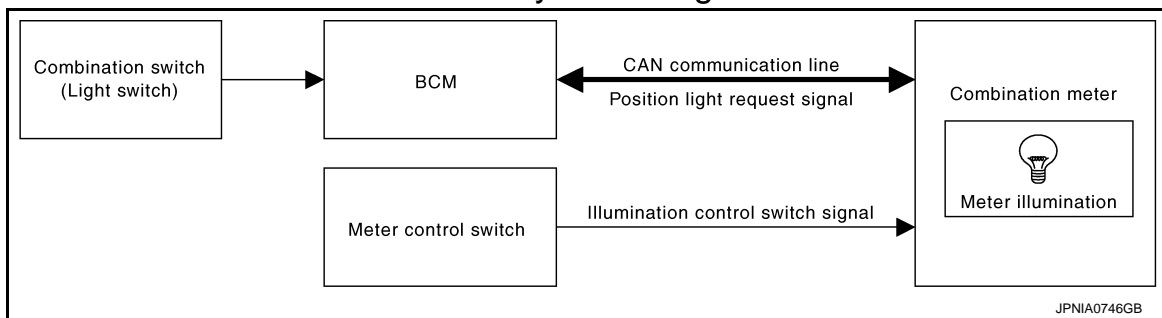 Combination switch
(Light switch)
BCM
CAN communication line
Position light request signal
Combination meter
Meter illumination
Meter control switch
Illumination control switch signal
JPNIA0746GB